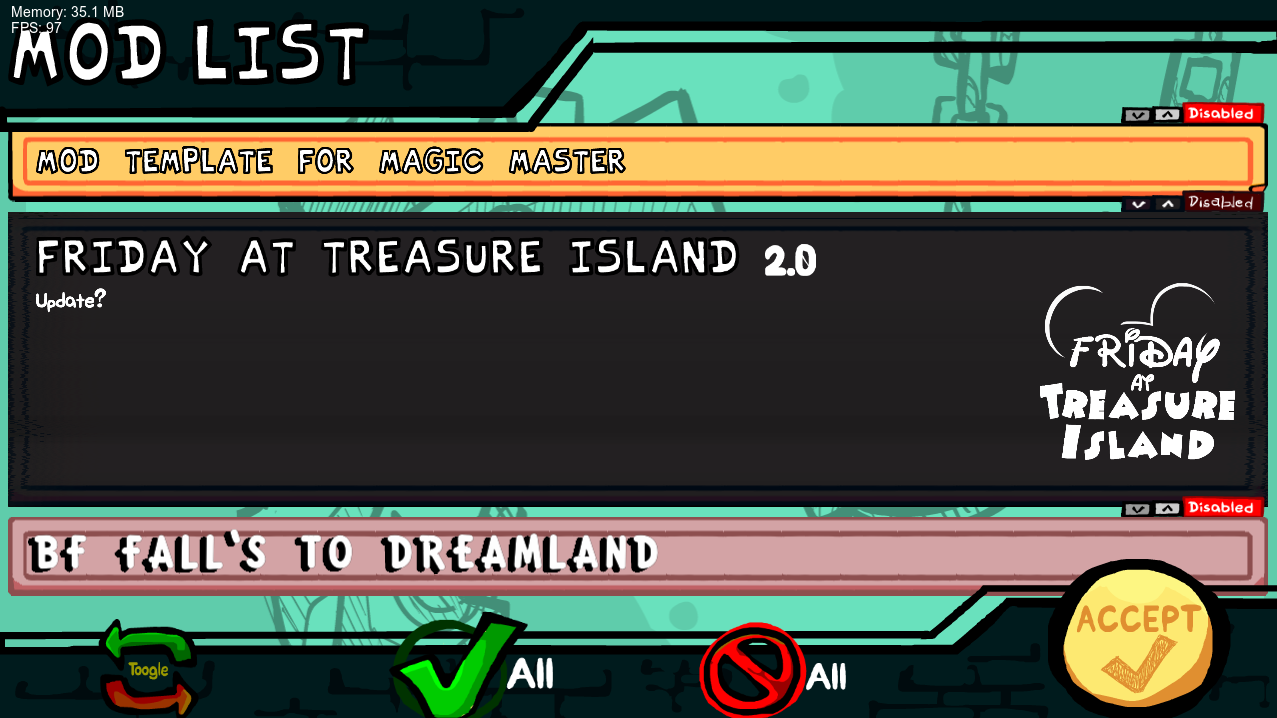 Memory: 35.1 MB
FPS: 97
MOD LIST
Disabled
MOD TEMPLATE FOR MAGIC MASTER
Disabled
FRIDAY AT TREASURE ISLAND 2.0
Update?
FRiDAY
AT
TREASURE
ISLAND
Disabled
BF FALL'S TO DREAMLAND
Toogle
All
All
ACCEPT